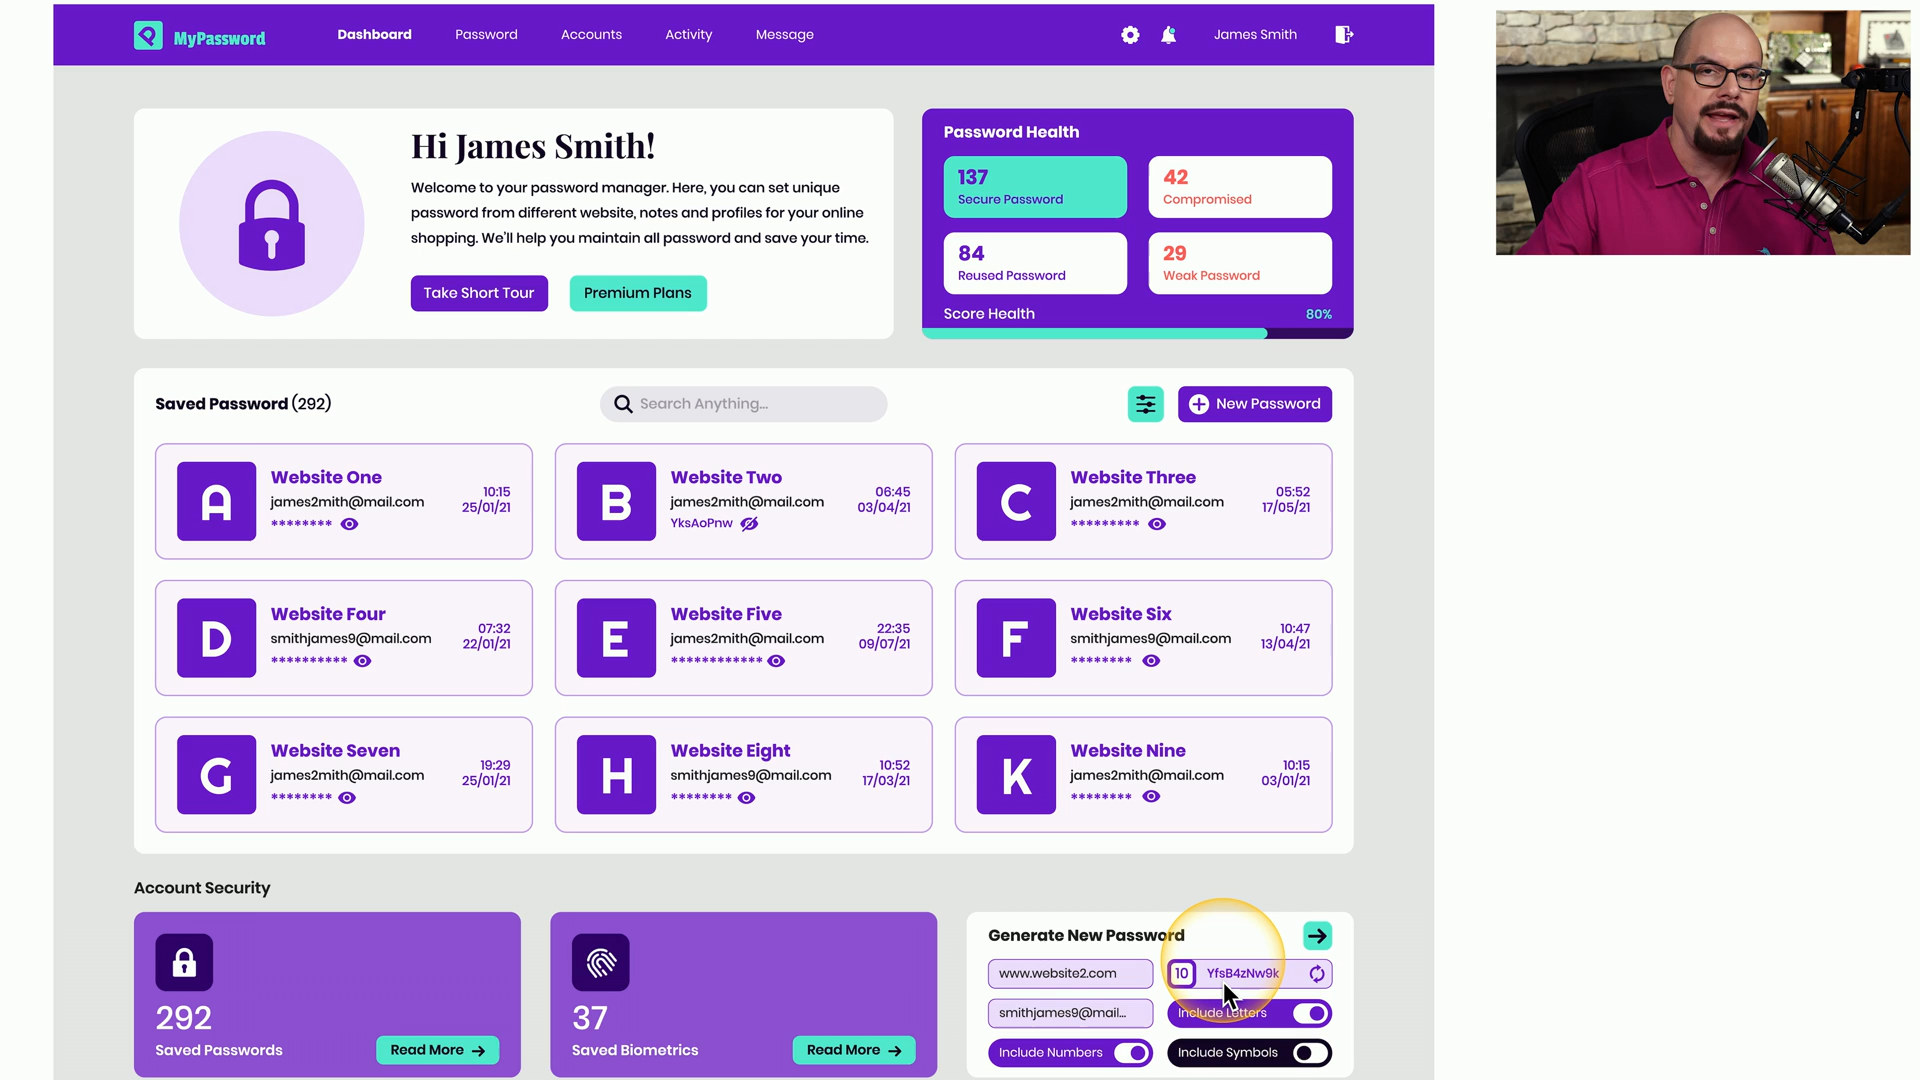 MyPassword
Dashboard
Password
Accounts
Activity
Message
James Smith
Hi James Smith!
Welcome to your password manager. Here, you can set unique
password from different website, notes and profiles for your online
shopping. We'll help you maintain all password and save your time.
Take Short Tour
Premium Plans
Password Health
137
Secure Password
42
Compromised
84
Reused Password
29
Weak Password
Score Health
80%
Saved Password (292)
Search Anything...
New Password
A
Website One
james2mith@mail.com
********
10:15
25/01/21
B
Website Two
james2mith@mail.com
YksAoPnw
06:45
03/04/21
C
Website Three
james2mith@mail.com
*********
05:52
17/05/21
D
Website Four
smithjames9@mail.com
**********
07:32
22/01/21
E
Website Five
james2mith@mail.com
************
22:35
09/07/21
F
Website Six
smithjames9@mail.com
********
10:47
13/04/21
G
Website Seven
james2mith@mail.com
********
19:29
25/01/21
H
Website Eight
smithjames9@mail.com
********
10:52
17/03/21
K
Website Nine
james2mith@mail.com
********
10:15
03/01/21
Account Security
292
Saved Passwords
Read More
37
Saved Biometrics
Read More
Generate New Password
www.website2.com
10
YfsB4zNw9k
smithjames9@mail...
Include Letters
Include Numbers
Include Symbols